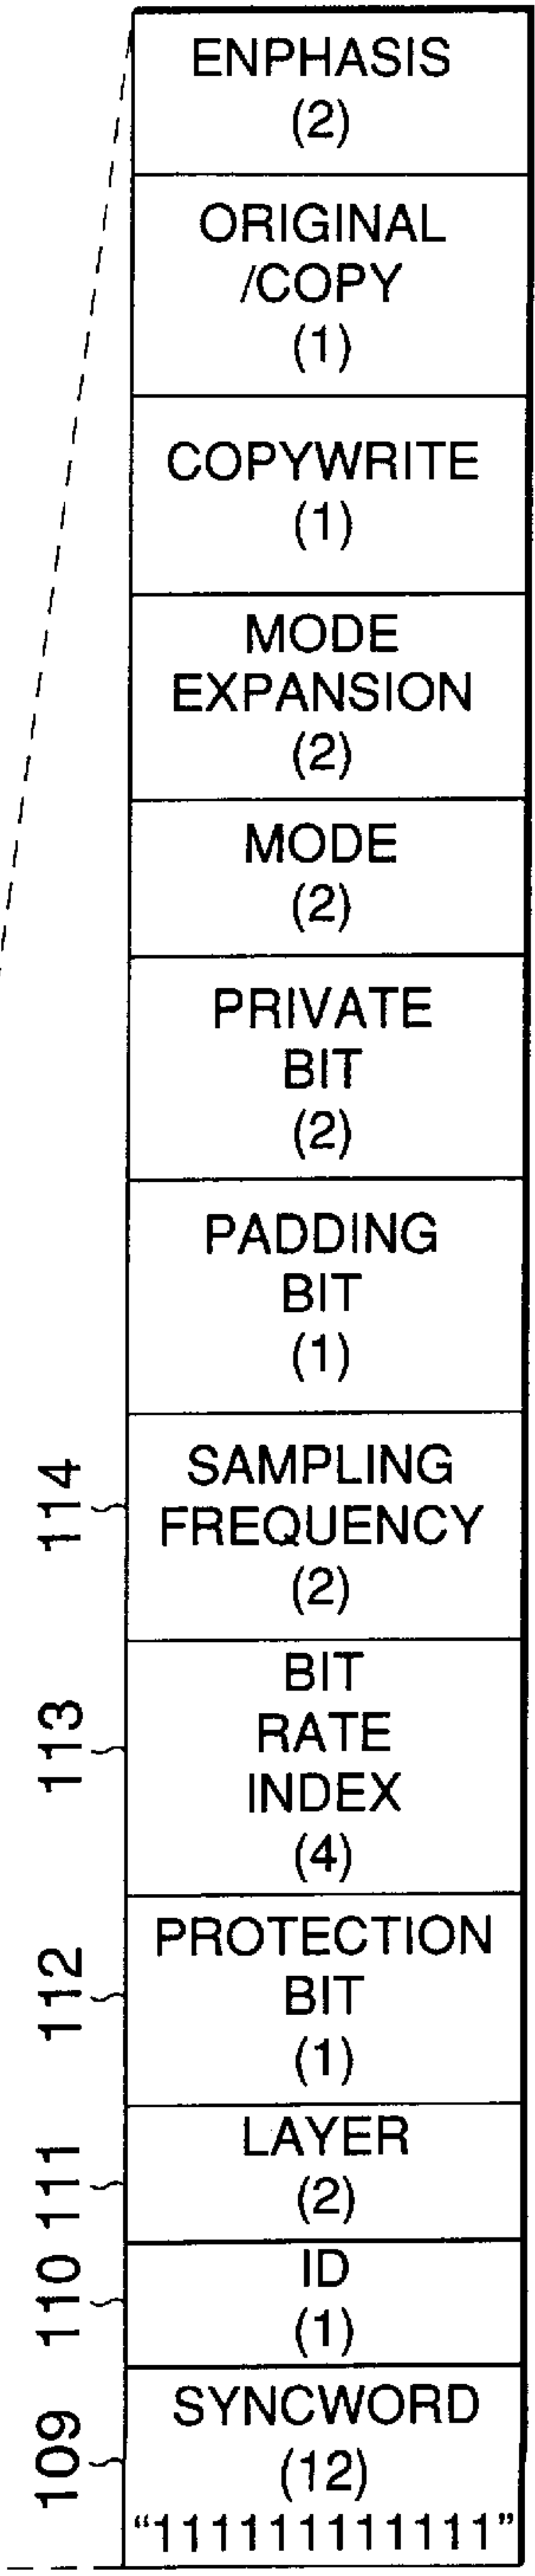 ENPHASIS
(2)
ORIGINAL
/COPY
(1)
COPYWRITE
(1)
MODE
EXPANSION
(2)
MODE
(2)
PRIVATE
BIT
(2)
PADDING
BIT
(1)
114
SAMPLING
FREQUENCY
(2)
113
BIT
RATE
INDEX
(4)
112
PROTECTION
BIT
(1)
111
LAYER
(2)
110
ID
(1)
109
SYNCWORD
(12)
“111111111111”